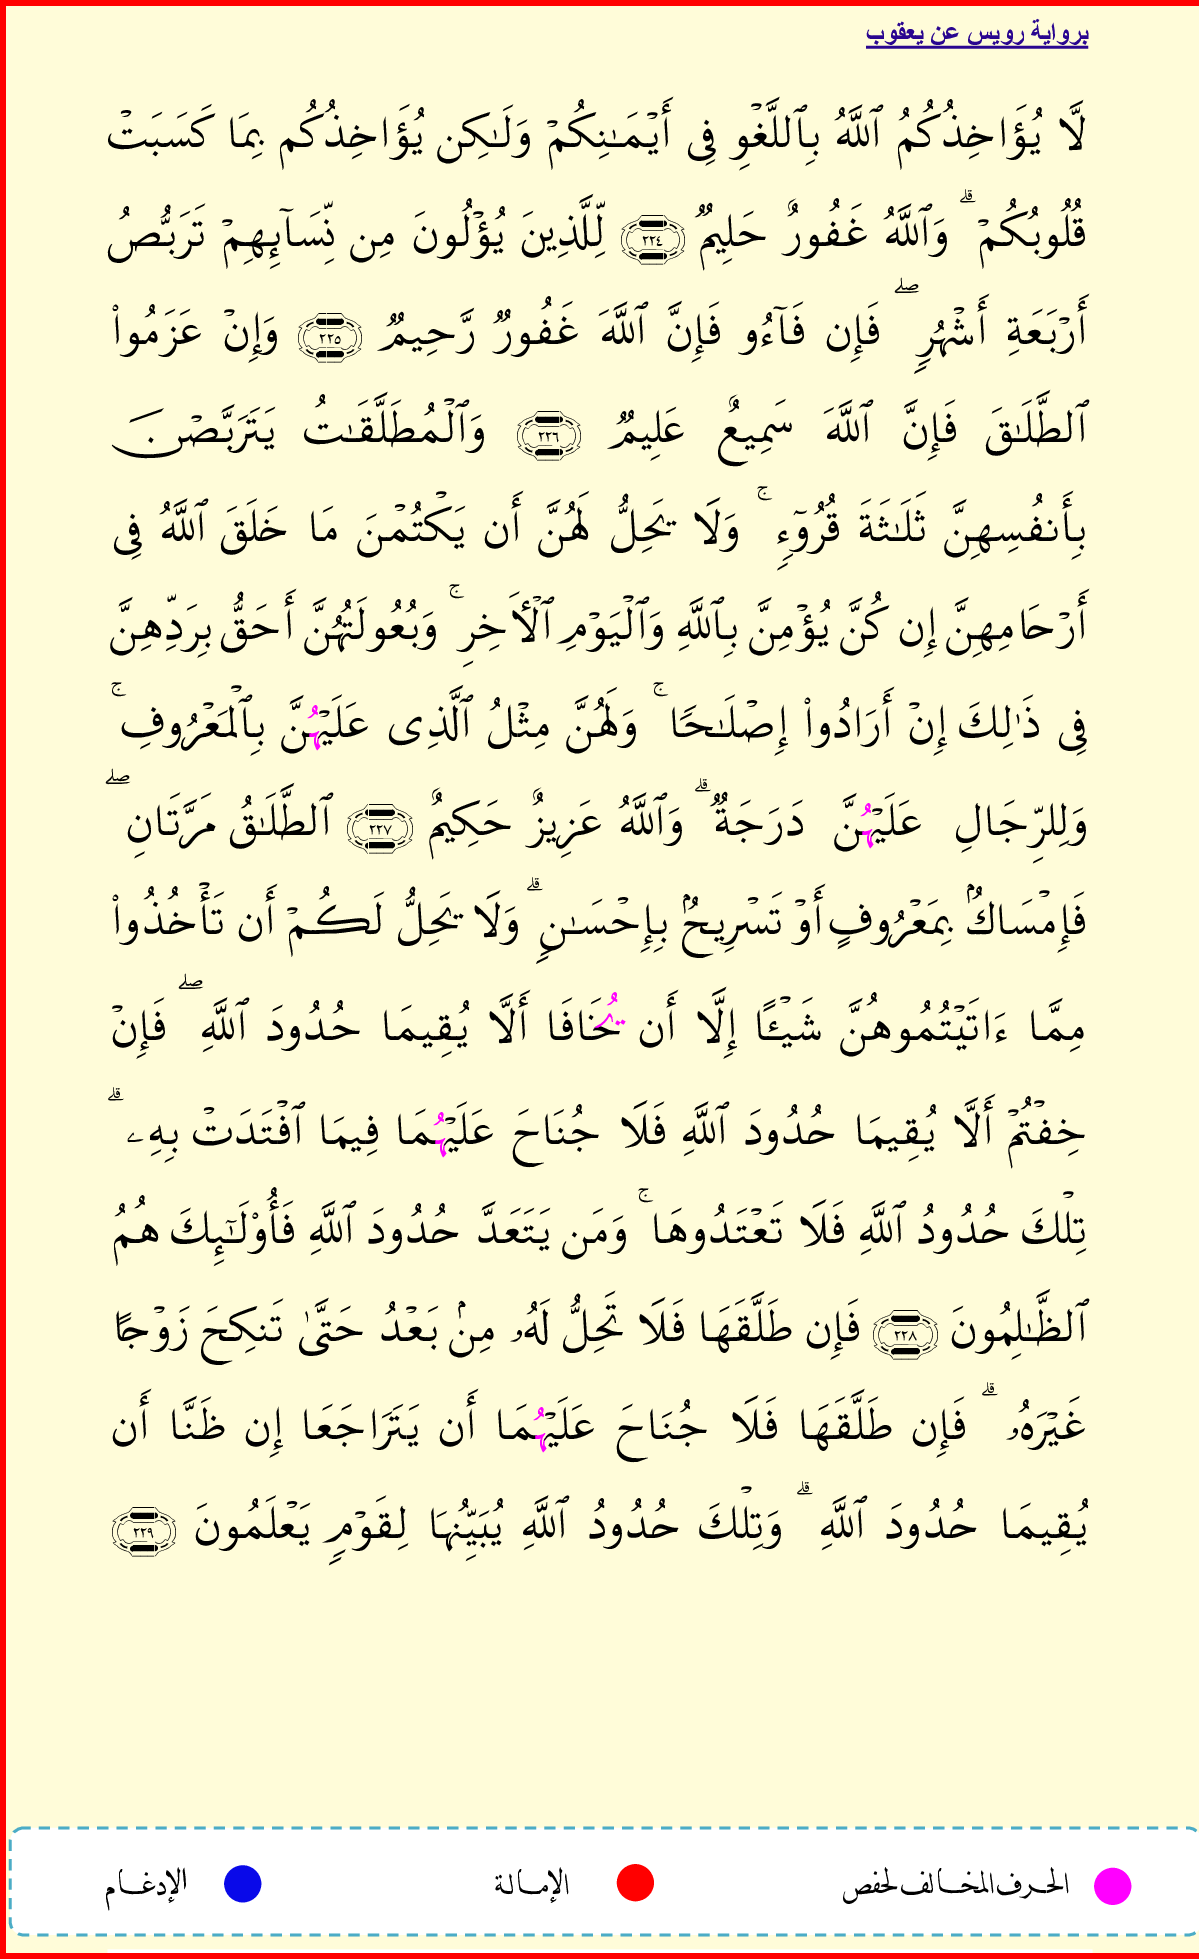 برواية رويس عن يعقوب
لَّا يُؤَاخِذُكُمُ ٱللَّهُ بِٱللَّغۡوِ فِى أَيۡمَـٰنِكُمۡ وَلَـٰكِن يُؤَاخِذُكُم بِمَا كَسَبَتۡ
قُلُوبُكُمۡۗ وَٱللَّهُ غَفُورٌ حَلِيمٌ ٢٢٤ لِّلَّذِينَ يُؤۡلُونَ مِن نِّسَآئِهِمۡ تَرَبُّصُ
أَرۡبَعَةِ أَشۡهُرٍۖ فَإِن فَآءُو فَإِنَّ ٱللَّهَ غَفُورٌ رَّحِيمٌ ٢٢٥ وَإِنۡ عَزَمُوا۟
ٱلطَّلَـٰقَ فَإِنَّ ٱللَّهَ سَمِيعٌ عَلِيمٌ ٢٢٦ وَٱلۡمُطَلَّقَـٰتُ يَتَرَبَّصۡنَ
بِأَنفُسِهِنَّ ثَلَـٰثَةَ قُرُوٓءٍۚ وَلَا يَحِلُّ لَهُنَّ أَن يَكۡتُمۡنَ مَا خَلَقَ ٱللَّهُ فِى
أَرۡحَامِهِنَّ إِن كُنَّ يُؤۡمِنَّ بِٱللَّهِ وَٱلۡيَوۡمِ ٱلۡأَخِرِۚ وَبُعُولَتُهُنَّ أَحَقُّ بِرَدِّهِنَّ
فِى ذَٰلِكَ إِنۡ أَرَادُوا۟ إِصۡلَـٰحًاۚ وَلَهُنَّ مِثۡلُ ٱلَّذِى عَلَيۡهُنَّ بِٱلۡمَعۡرُوفِۚ
وَلِلرِّجَالِ عَلَيۡهُنَّ دَرَجَةٌۗ وَٱللَّهُ عَزِيزٌ حَكِيمٌ ٢٢٧ ٱلطَّلَـٰقُ مَرَّتَانِۖ
فَإِمۡسَاكُۢ بِمَعۡرُوفٍ أَوۡ تَسۡرِيحُۢ بِإِحۡسَـٰنٍۗ وَلَا يَحِلُّ لَكُمۡ أَن تَأۡخُذُوا۟
مِمَّا ءَاتَيۡتُمُوهُنَّ شَيۡـًٔا إِلَّا أَن يُخَافَا أَلَّا يُقِيمَا حُدُودَ ٱللَّهِۖ فَإِنۡ
خِفۡتُمۡ أَلَّا يُقِيمَا حُدُودَ ٱللَّهِ فَلَا جُنَاحَ عَلَيۡهُمَا فِيمَا ٱفۡتَدَتۡ بِهِۦۗ
تِلۡكَ حُدُودُ ٱللَّهِ فَلَا تَعۡتَدُوهَاۚ وَمَن يَتَعَدَّ حُدُودَ ٱللَّهِ فَأُو۟لَـٰٓئِكَ هُمُ
ٱلظَّـٰلِمُونَ ٢٢٨ فَإِن طَلَّقَهَا فَلَا تَحِلُّ لَهُۥ مِنۢ بَعۡدُ حَتَّىٰ تَنكِحَ زَوۡجًا
غَيۡرَهُۥۗ فَإِن طَلَّقَهَا فَلَا جُنَاحَ عَلَيۡهُمَا أَن يَتَرَاجَعَا إِن ظَنَّا أَن
يُقِيمَا حُدُودَ ٱللَّهِۗ وَتِلۡكَ حُدُودُ ٱللَّهِ يُبَيِّنُهَا لِقَوۡمٍ يَعۡلَمُونَ ٢٢٩
الحرف المخالف لحفص الإمالة الإدغام